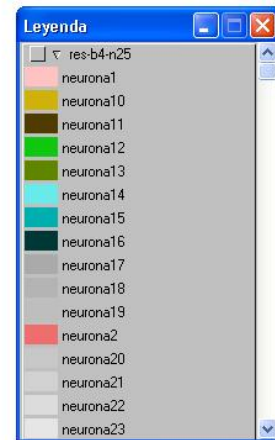 Leyenda
res-b4-n25
neurona1
neurona10
neurona11
neurona12
neurona13
neurona14
neurona15
neurona16
neurona17
neurona18
neurona19
neurona2
neurona20
neurona21
neurona22
neurona23